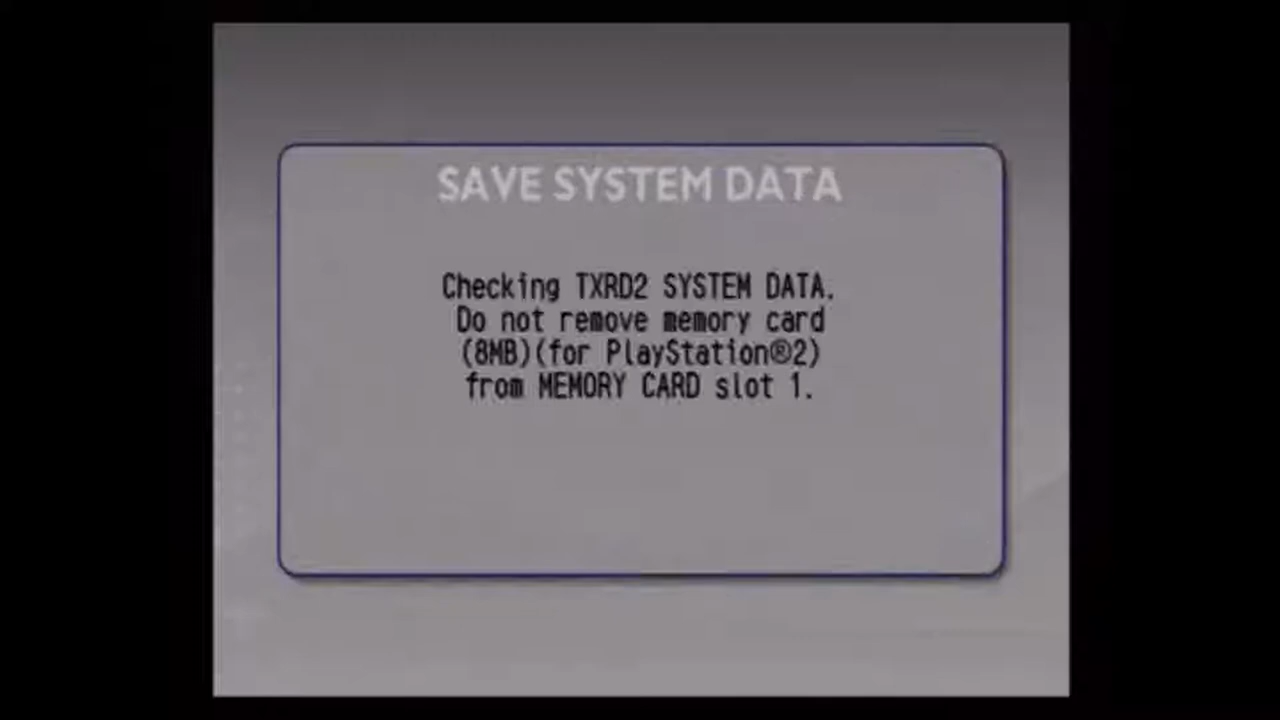 SAVE SYSTEM DATA
Checking TXRD2 SYSTEM DATA.
Do not remove memory card
(8MB)(for PlayStation®2)
from MEMORY CARD slot 1.